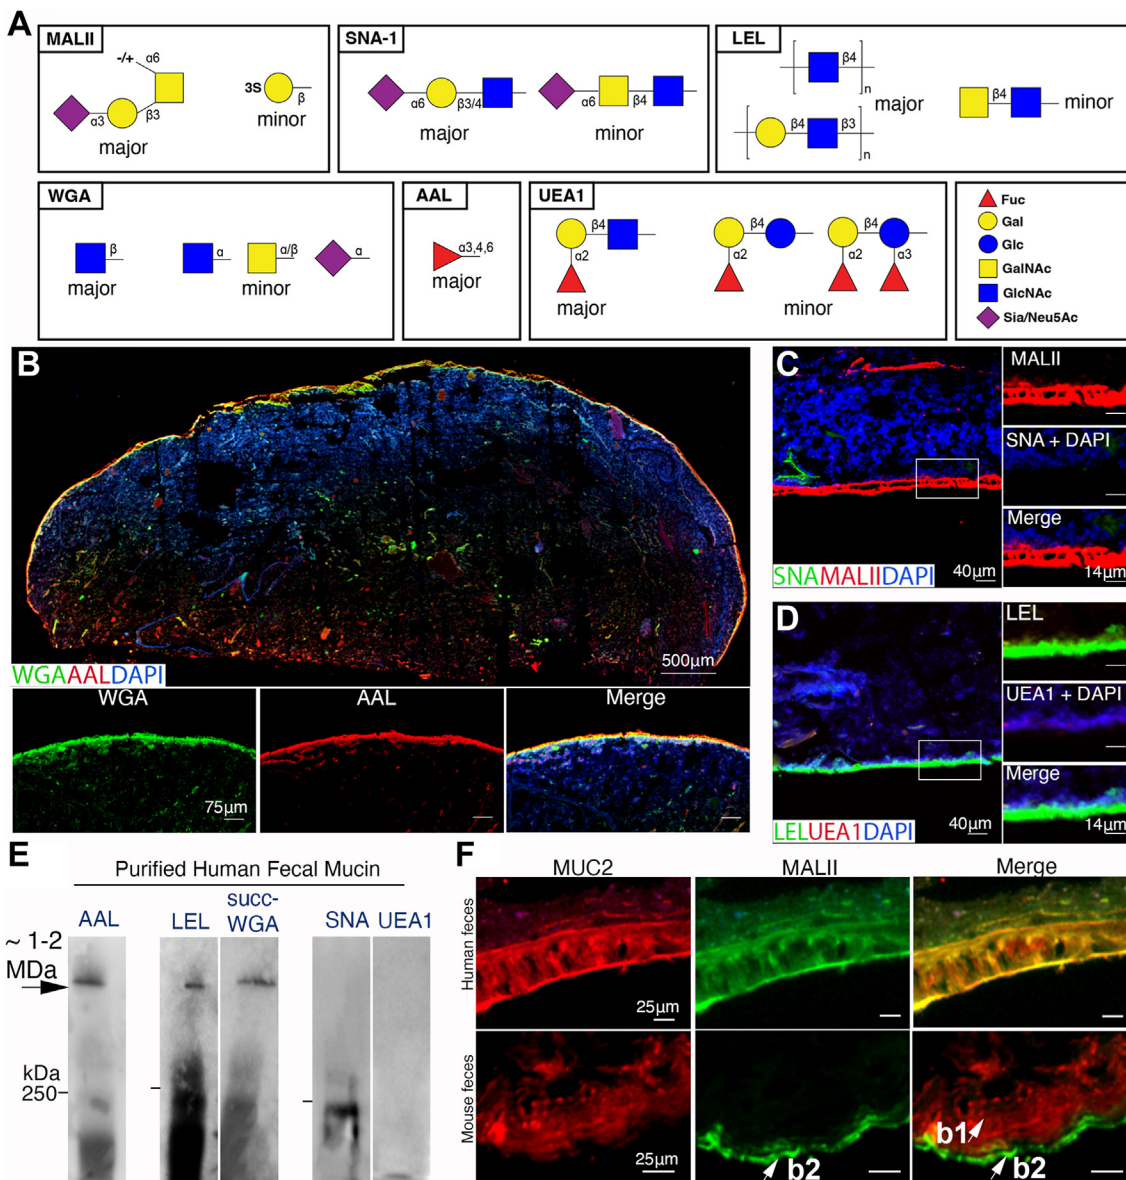 A
MALII
-/+
α6
α3
β3
major
3S
β
minor
SNA-1
α6
β3/4
major
α6
β4
minor
LEL
β4
n
β4
β3
n
major
β4
minor
WGA
β
major
α
α/β
α
minor
AAL
α3,4,6
major
UEA1
β4
α2
major
β4
α2
β4
α2
α3
minor
Fuc
Gal
Glc
GalNAc
GlcNAc
Sia/Neu5Ac
B
500µm
WGAAALDAPI
WGA
75µm
AAL
Merge
C
SNAMALIIDAPI
40µm
MALII
SNA + DAPI
Merge
14µm
D
LELUEA1DAPI
40µm
LEL
UEA1 + DAPI
Merge
14µm
E
Purified Human Fecal Mucin
AAL
LEL
succ-
WGA
SNA
UEA1
~ 1-2
MDa
kDa
250
F
MUC2
MALII
Merge
Human feces
25µm
Mouse feces
25µm
b2
b1
b2